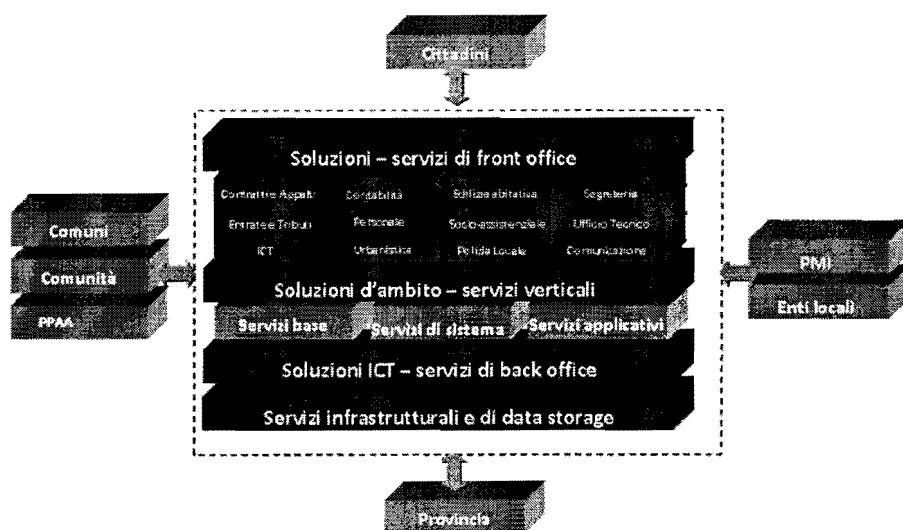 Cittadini
Soluzioni – servizi di front office
Contratti e Appalti Contabilità Edilizia abitativa Segreteria
Entrate e Tributi Personale Socio-assistenziale Ufficio Tecnico
ICT Urbanistica Polizia Locale Comunicazione
Comuni
Comunità
PPAA
Soluzioni d'ambito – servizi verticali
Servizi base Servizi di sistema Servizi applicativi
PMI
Enti locali
Soluzioni ICT – servizi di back office
Servizi infrastrutturali e di data storage
Provincia